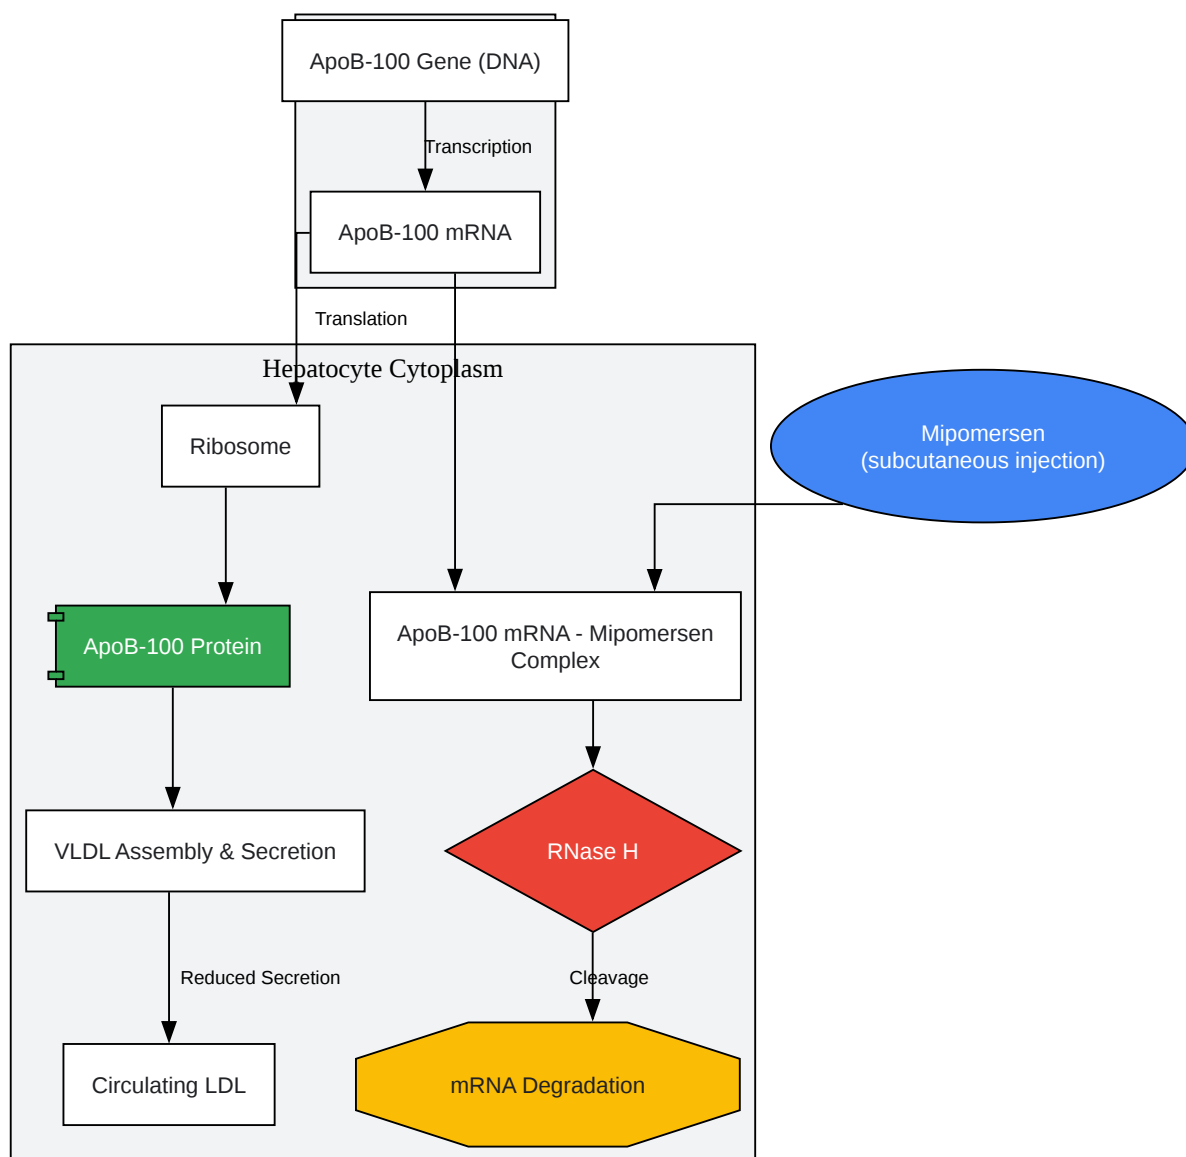 ApoB-100 Gene (DNA)
Transcription
ApoB-100 mRNA
Translation
Hepatocyte Cytoplasm
Ribosome
Mipomersen
(subcutaneous injection)
ApoB-100 Protein
ApoB-100 mRNA - Mipomersen
Complex
VLDL Assembly & Secretion
RNase H
Reduced Secretion
Cleavage
Circulating LDL
mRNA Degradation